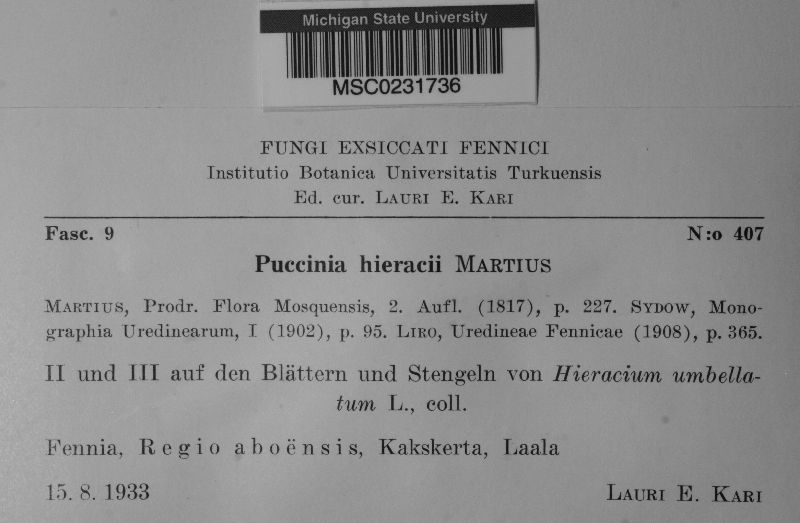 Michigan State University
MSC0231736
FUNGI EXSICCATI FENNICI
Institutio Botanica Universitatis Turkuensis
Ed. cur. LAURI E. KARI
Fasc. 9 N:o 407
Puccinia hieracii MARTIUS
MARTIUS, Prodr. Flora Mosquensis, 2. Aufl. (1817), p. 227. SYDOW, Mono-
graphia Uredinearum, I (1902), p. 95. LIRO, Uredineae Fennicae (1908), p. 365.
II und III auf den Blättern und Stengeln von Hieracium umbella-
tum L., coll.
Fennia, Regio aboënsis, Kakskerta, Laala
15. 8. 1933 LAURI E. KARI